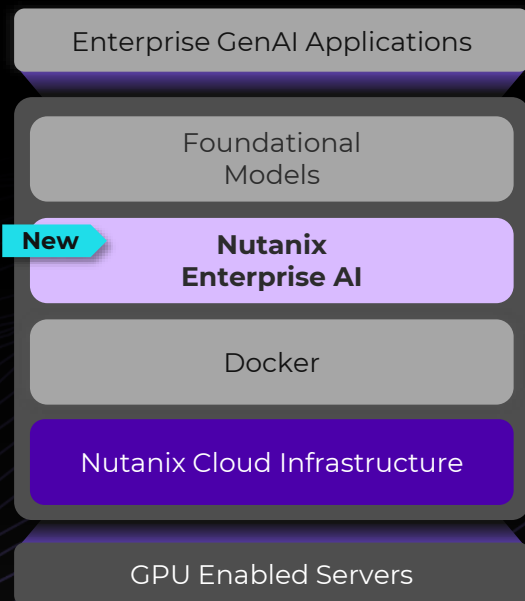 Enterprise GenAI Applications
Foundational
Models
New
Nutanix
Enterprise AI
Docker
Nutanix Cloud Infrastructure
GPU Enabled Servers